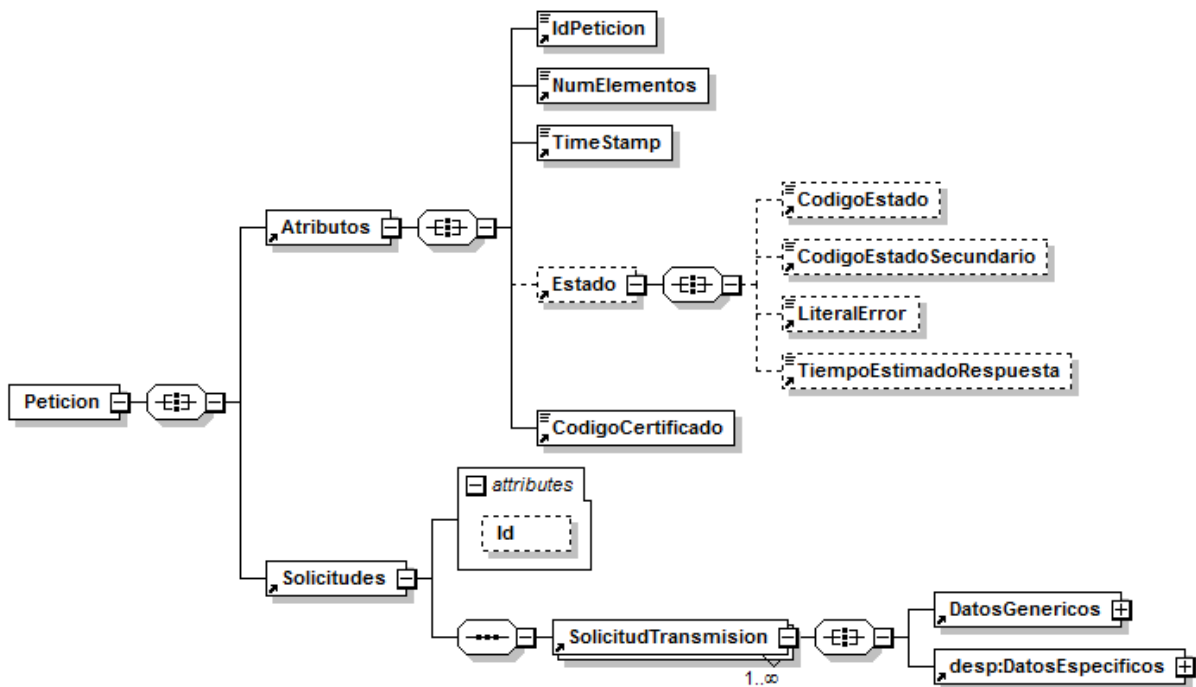 IdPeticion
NumElementos
TimeStamp
CodigoEstado
Atributos
CodigoEstadoSecundario
Estado
LiteralError
TiempoEstimadoRespuesta
Peticion
CodigoCertificado
attributes
Id
Solicitudes
DatosGenericos
SolicitudTransmision
1..∞
desp:DatosEspecificos